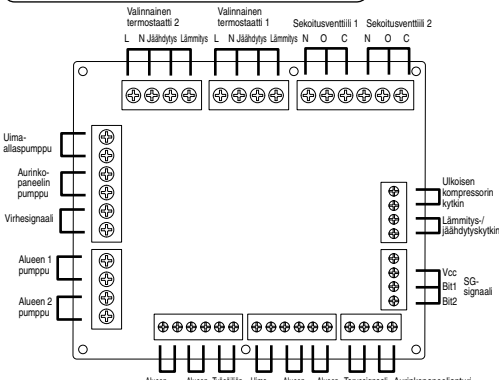 Valinnainen
termostaatti 2
Valinnainen
termostaatti 1
Sekoitusventtiili 1
Sekoitusventtiili 2
L N Jäähdytys Lämmitys
L N Jäähdytys Lämmitys
N O C
N O C
Uima-
allaspumppu
Aurinko-
paneelin
pumppu
Virhesignaali
Alueen 1
pumppu
Alueen 2
pumppu
Ulkoisen
kompressorin
kytkin
Lämmitys-/
jäähdytyskytkin
Vcc
Bit1
Bit2
SG-
signaali